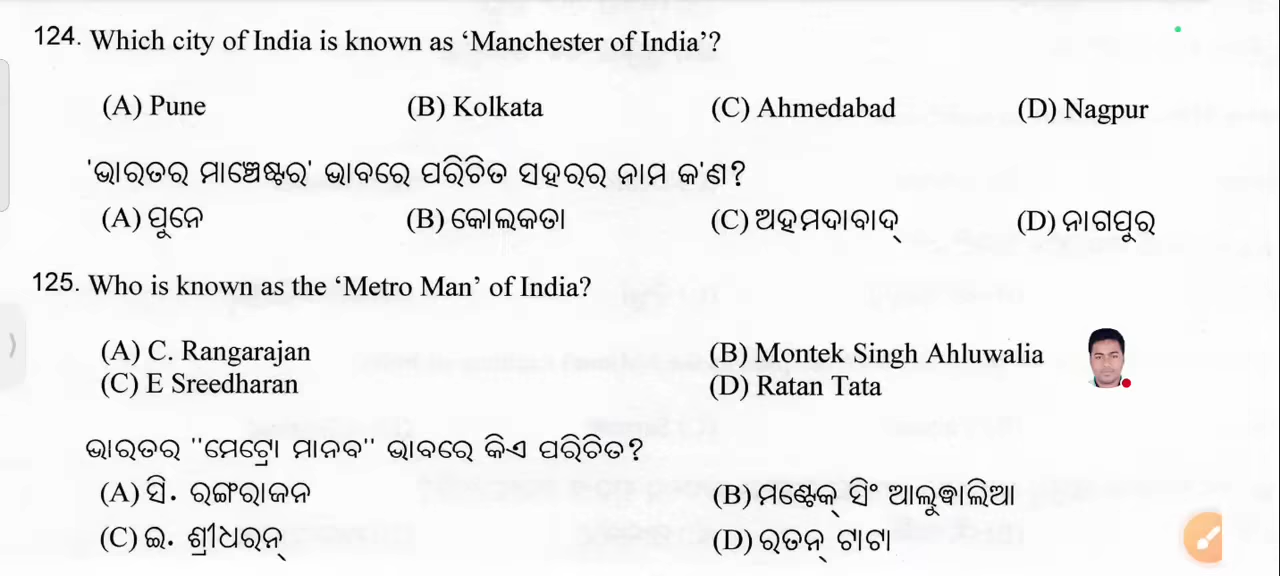 124. Which city of India is known as ‘Manchester of India’?
(A) Pune (B) Kolkata (C) Ahmedabad (D) Nagpur
'ଭାରତର ମାଞ୍ଚେଷ୍ଟର' ଭାବରେ ପରିଚିତ ସହରର ନାମ କ'ଣ?
(A) ପୁନେ (B) କୋଲକତା (C) ଅହମଦାବାଦ୍ (D) ନାଗପୁର୍
125. Who is known as the ‘Metro Man’ of India?
(A) C. Rangarajan (B) Montek Singh Ahluwalia
(C) E Sreedharan (D) Ratan Tata
ଭାରତର ''ମେଟ୍ରୋ ମାନବ'' ଭାବରେ କିଏ ପରିଚିତ?
(A) ସି. ରଙ୍ଗରାଜନ (B) ମଣ୍ଟେକ୍ ସିଂ ଆଲୁୱାଲିଆ
(C) ଇ. ଶ୍ରୀଧରନ୍ (D) ରତନ୍ ଟାଟା